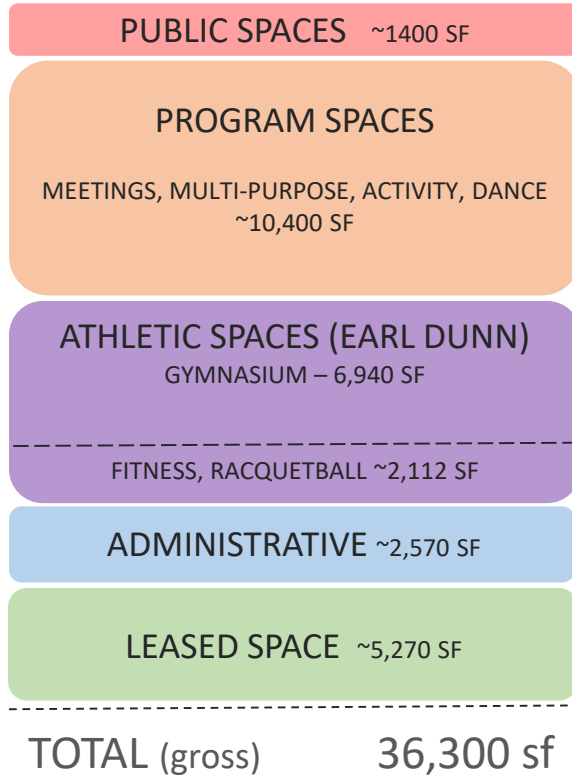 PUBLIC SPACES ~1400 SF
PROGRAM SPACES
MEETINGS, MULTI-PURPOSE, ACTIVITY, DANCE
~10,400 SF
ATHLETIC SPACES (EARL DUNN)
GYMNASIUM – 6,940 SF
FITNESS, RACQUETBALL ~2,112 SF
ADMINISTRATIVE ~2,570 SF
LEASED SPACE ~5,270 SF
TOTAL (gross) 36,300 sf